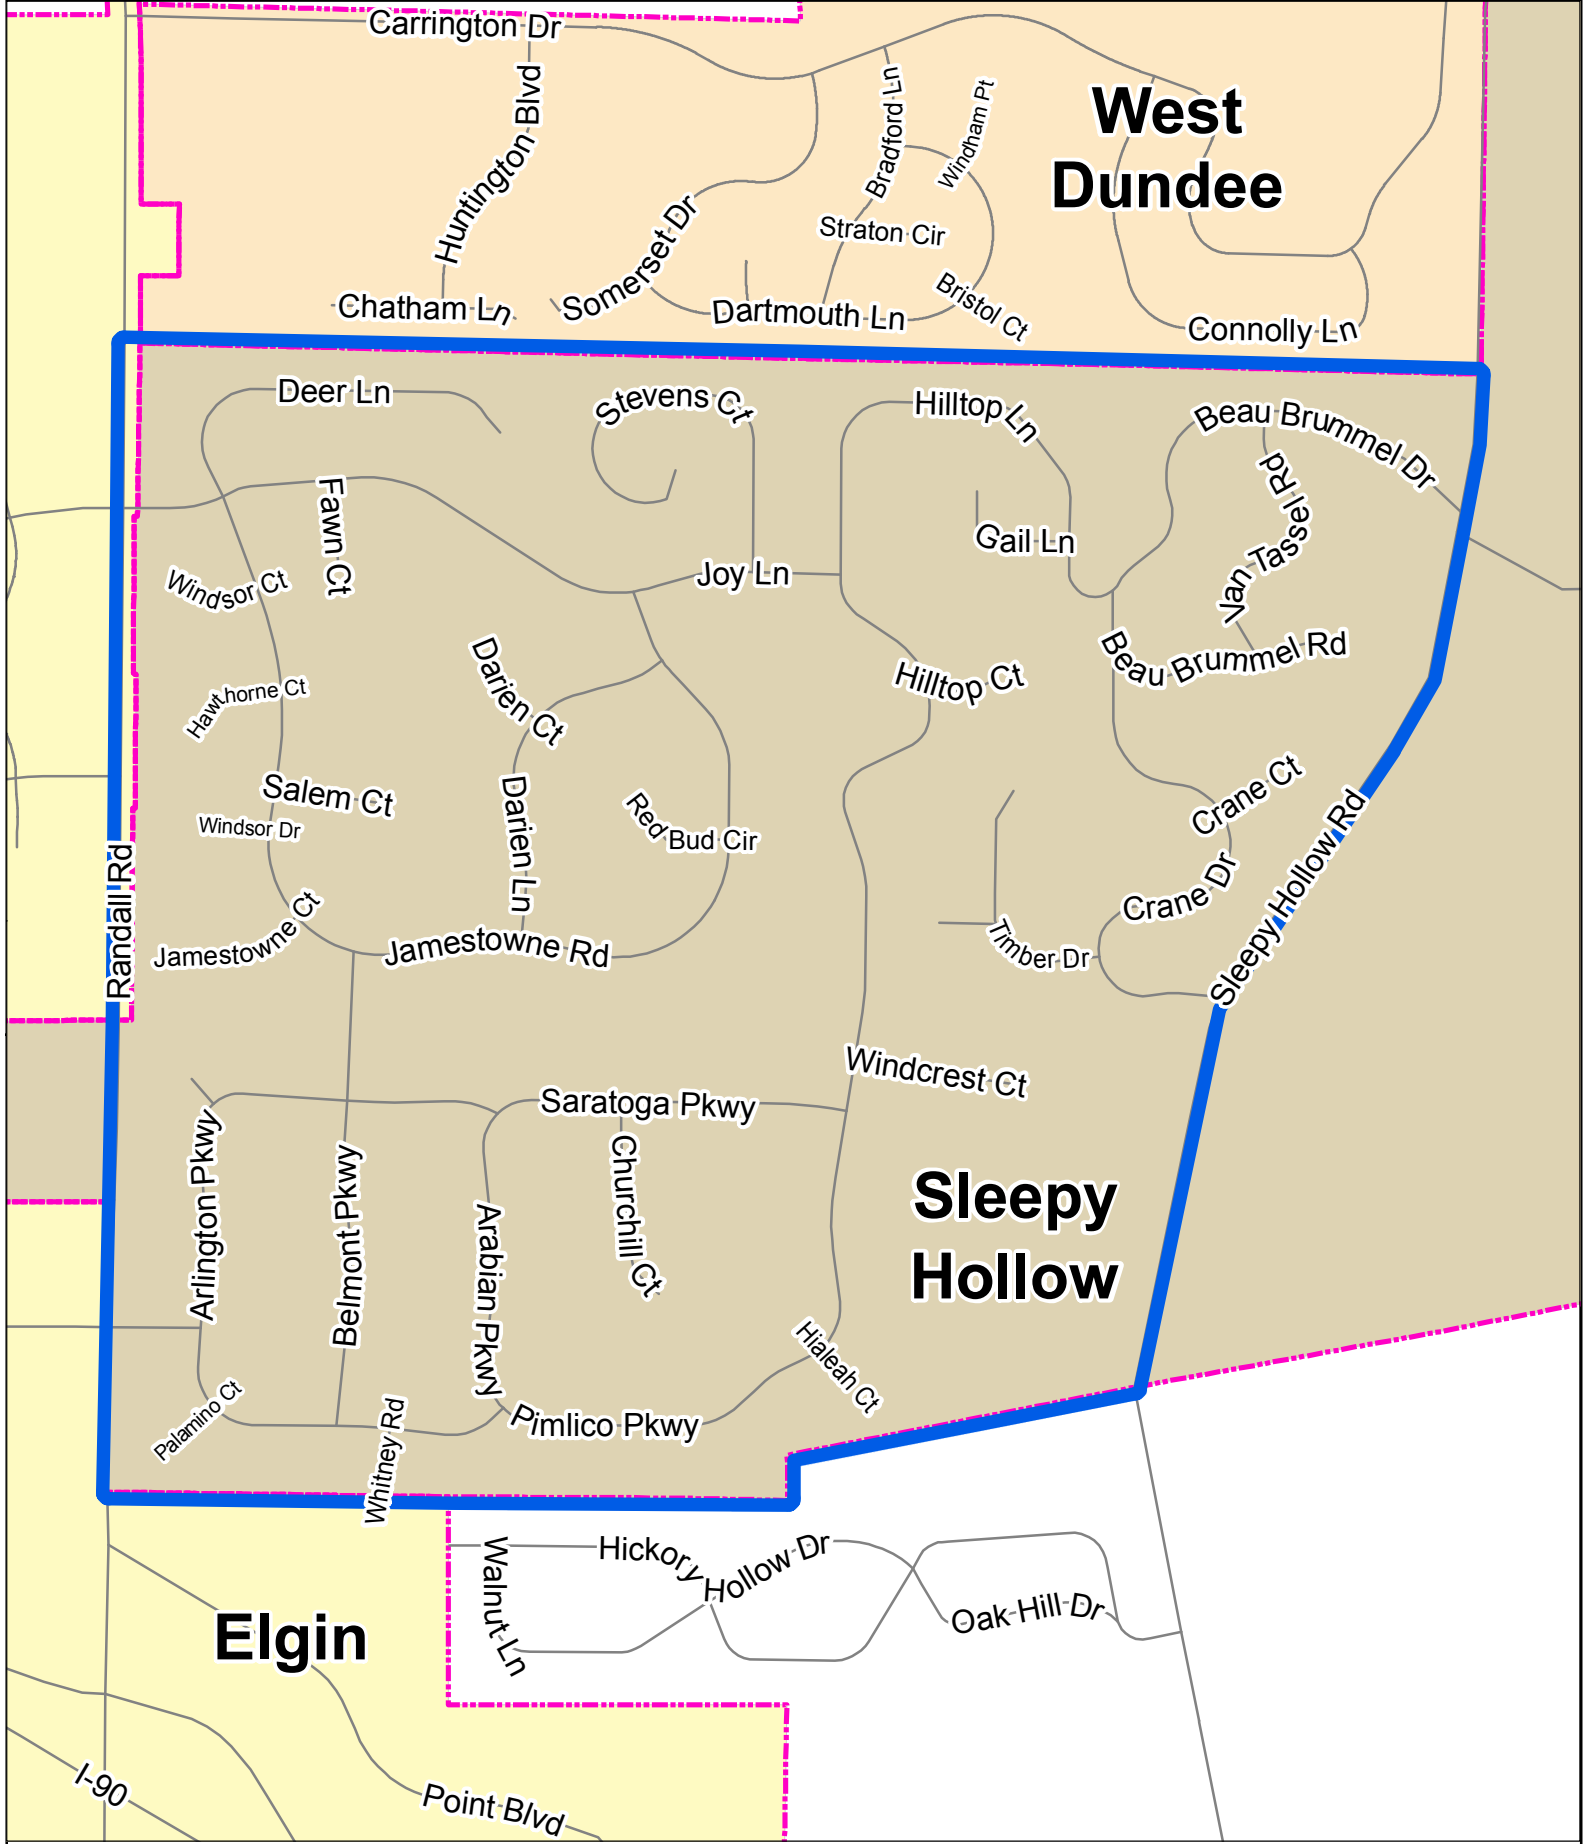 Carrington Dr
Huntington Blvd
Bradford Ln
Windham Pt
West
Dundee
Somerset Dr
Straton Cir
Chatham Ln
Dartmouth Ln
Bristol Ct
Connolly Ln
Deer Ln
Stevens Ct
Hilltop Ln
Beau Brummel Dr
Fawn Ct
Van Tassel Rd
Gail Ln
Windsor Ct
Joy Ln
Darien Ct
Hilltop Ct
Beau Brummel Rd
Hawthorne Ct
Salem Ct
Windsor Dr
Darien Ln
Red Bud Cir
Crane Ct
Randall Rd
Sleepy Hollow Rd
Crane Dr
Jamestowne Ct
Jamestowne Rd
Timber Dr
Windcrest Ct
Saratoga Pkwy
Arlington Pkwy
Belmont Pkwy
Arabian Pkwy
Churchill Ct
Sleepy
Hollow
Hialeah Ct
Palamino Ct
Whitney Rd
Pimlico Pkwy
Walnut Ln
Hickory Hollow Dr
Oak Hill Dr
Elgin
I-90
Point Blvd